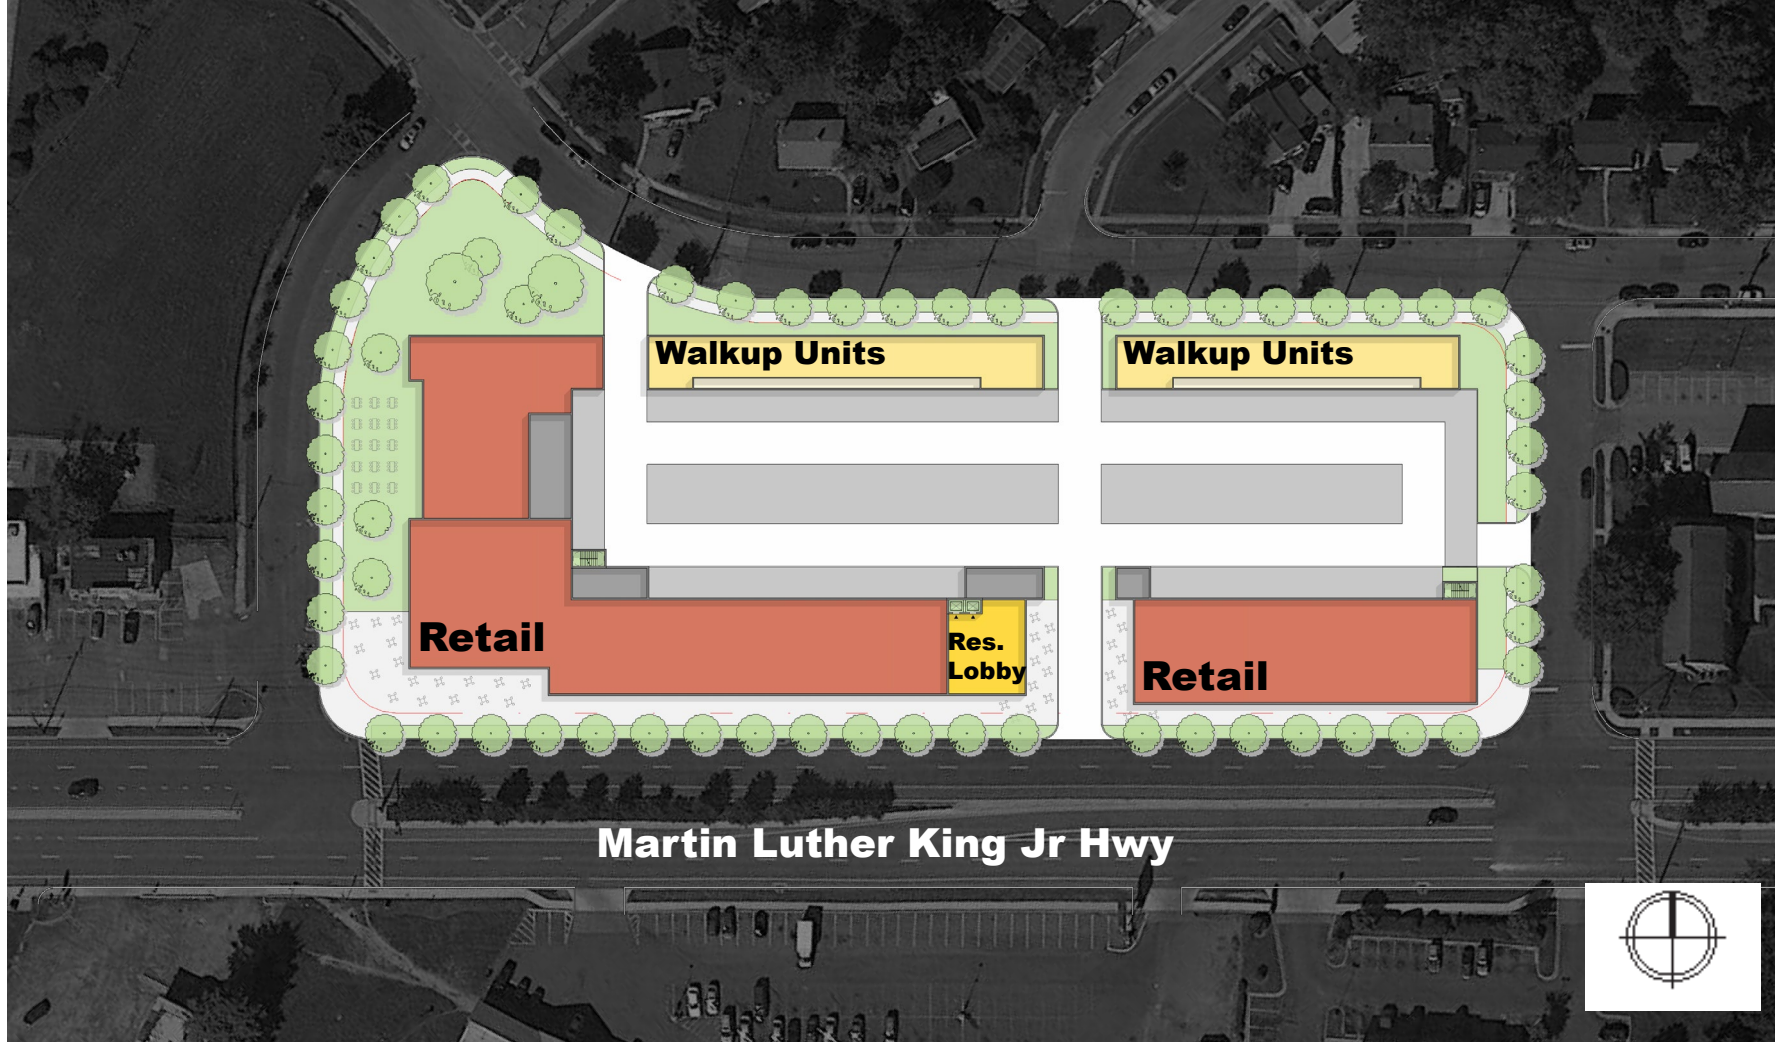 Walkup Units
Walkup Units
Retail
Res.
Lobby
Retail
Martin Luther King Jr Hwy